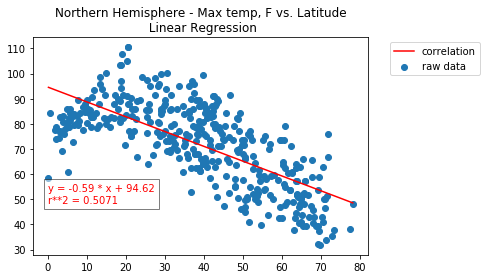 Northern Hemisphere - Max temp, F vs. Latitude
Linear Regression
correlation
raw data
110
100
90
80
70
60
50
40
30
y = -0.59 * x + 94.62
r**2 = 0.5071
0 10 20 30 40 50 60 70 80